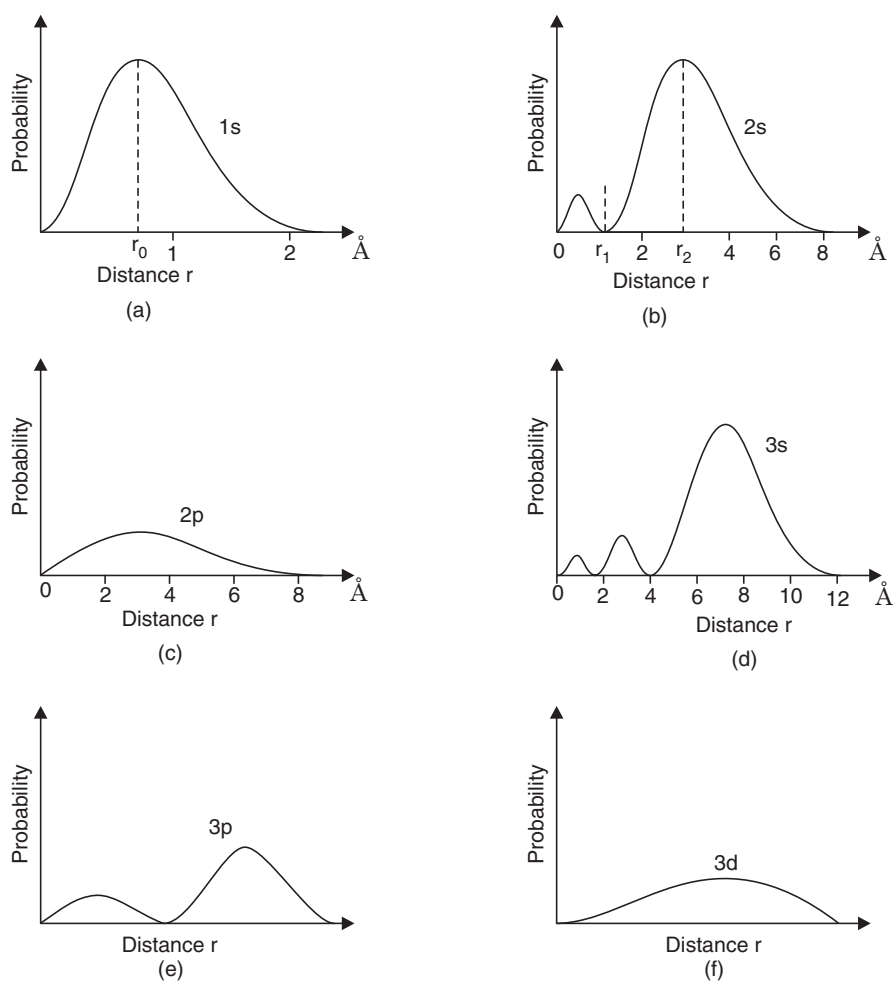 Probability
1s
r0
1
2
Å
Distance r
(a)
Probability
2s
0
r1
2
r2
4
6
8
Å
Distance r
(b)
Probability
2p
0
2
4
6
8
Å
Distance r
(c)
Probability
3s
0
2
4
6
8
10
12
Å
Distance r
(d)
Probability
3p
Distance r
(e)
Probability
3d
Distance r
(f)